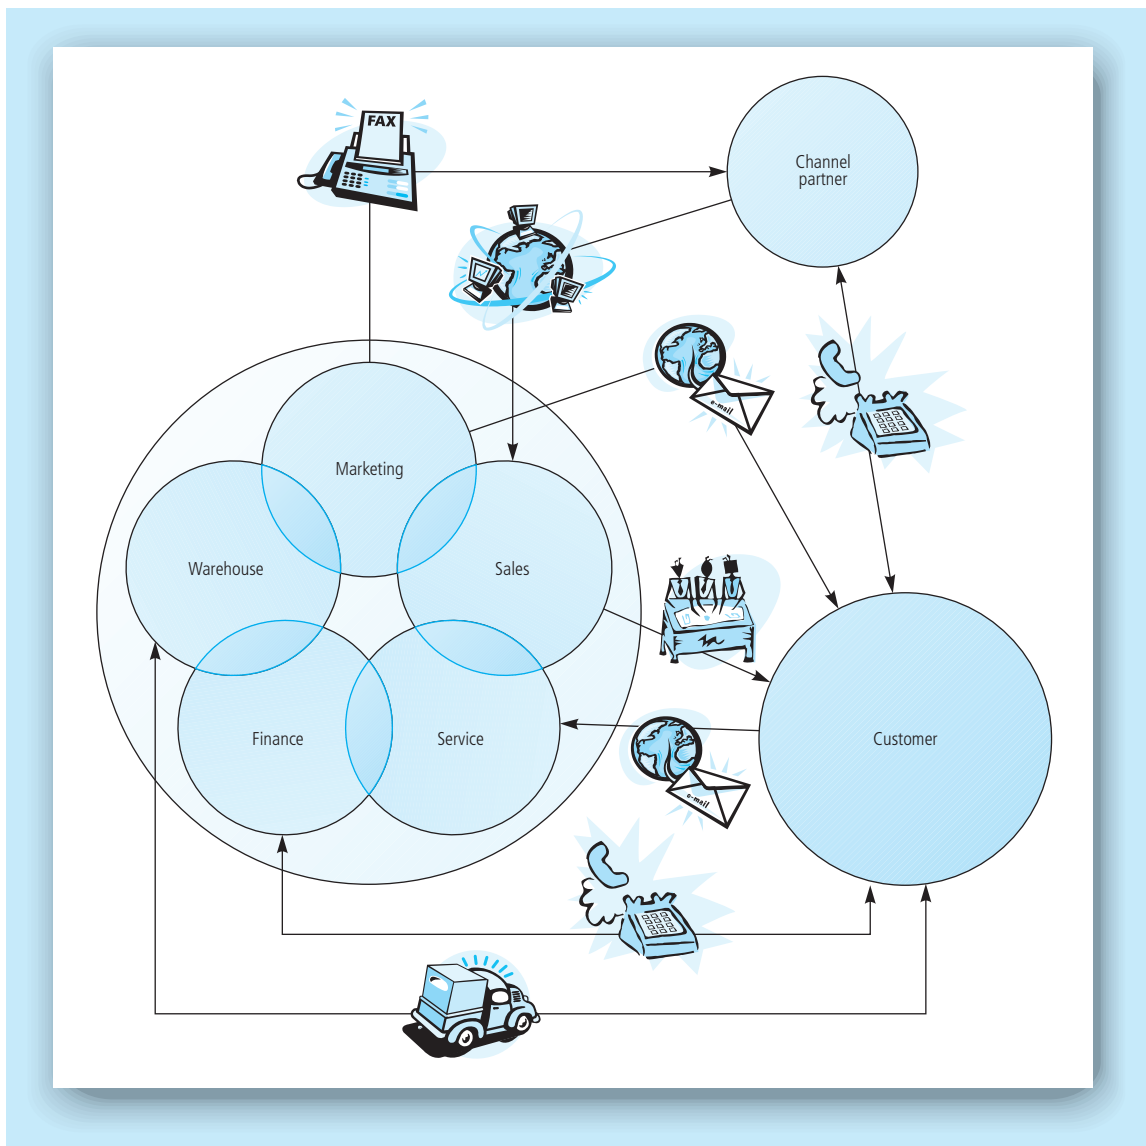 FAX
Channel
partner
e-mail
Marketing
Warehouse
Sales
Finance
Service
Customer
e-mail